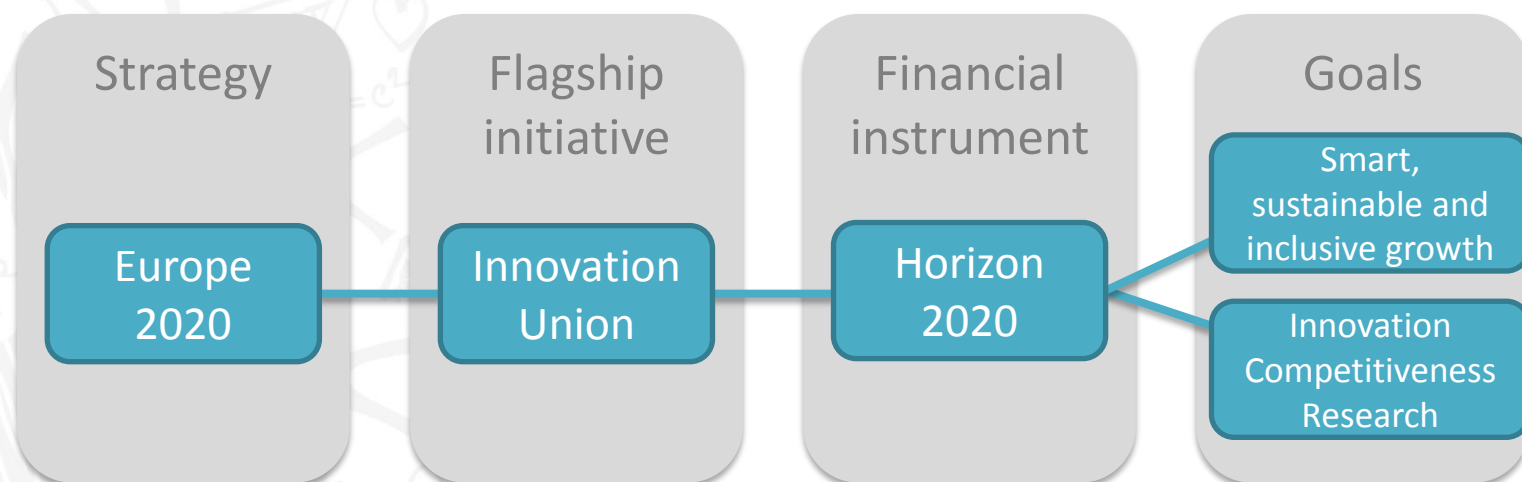 Strategy
Europe
2020
Flagship
initiative
Innovation
Union
Financial
instrument
Horizon
2020
Goals
Smart,
sustainable and
inclusive growth
Innovation
Competitiveness
Research